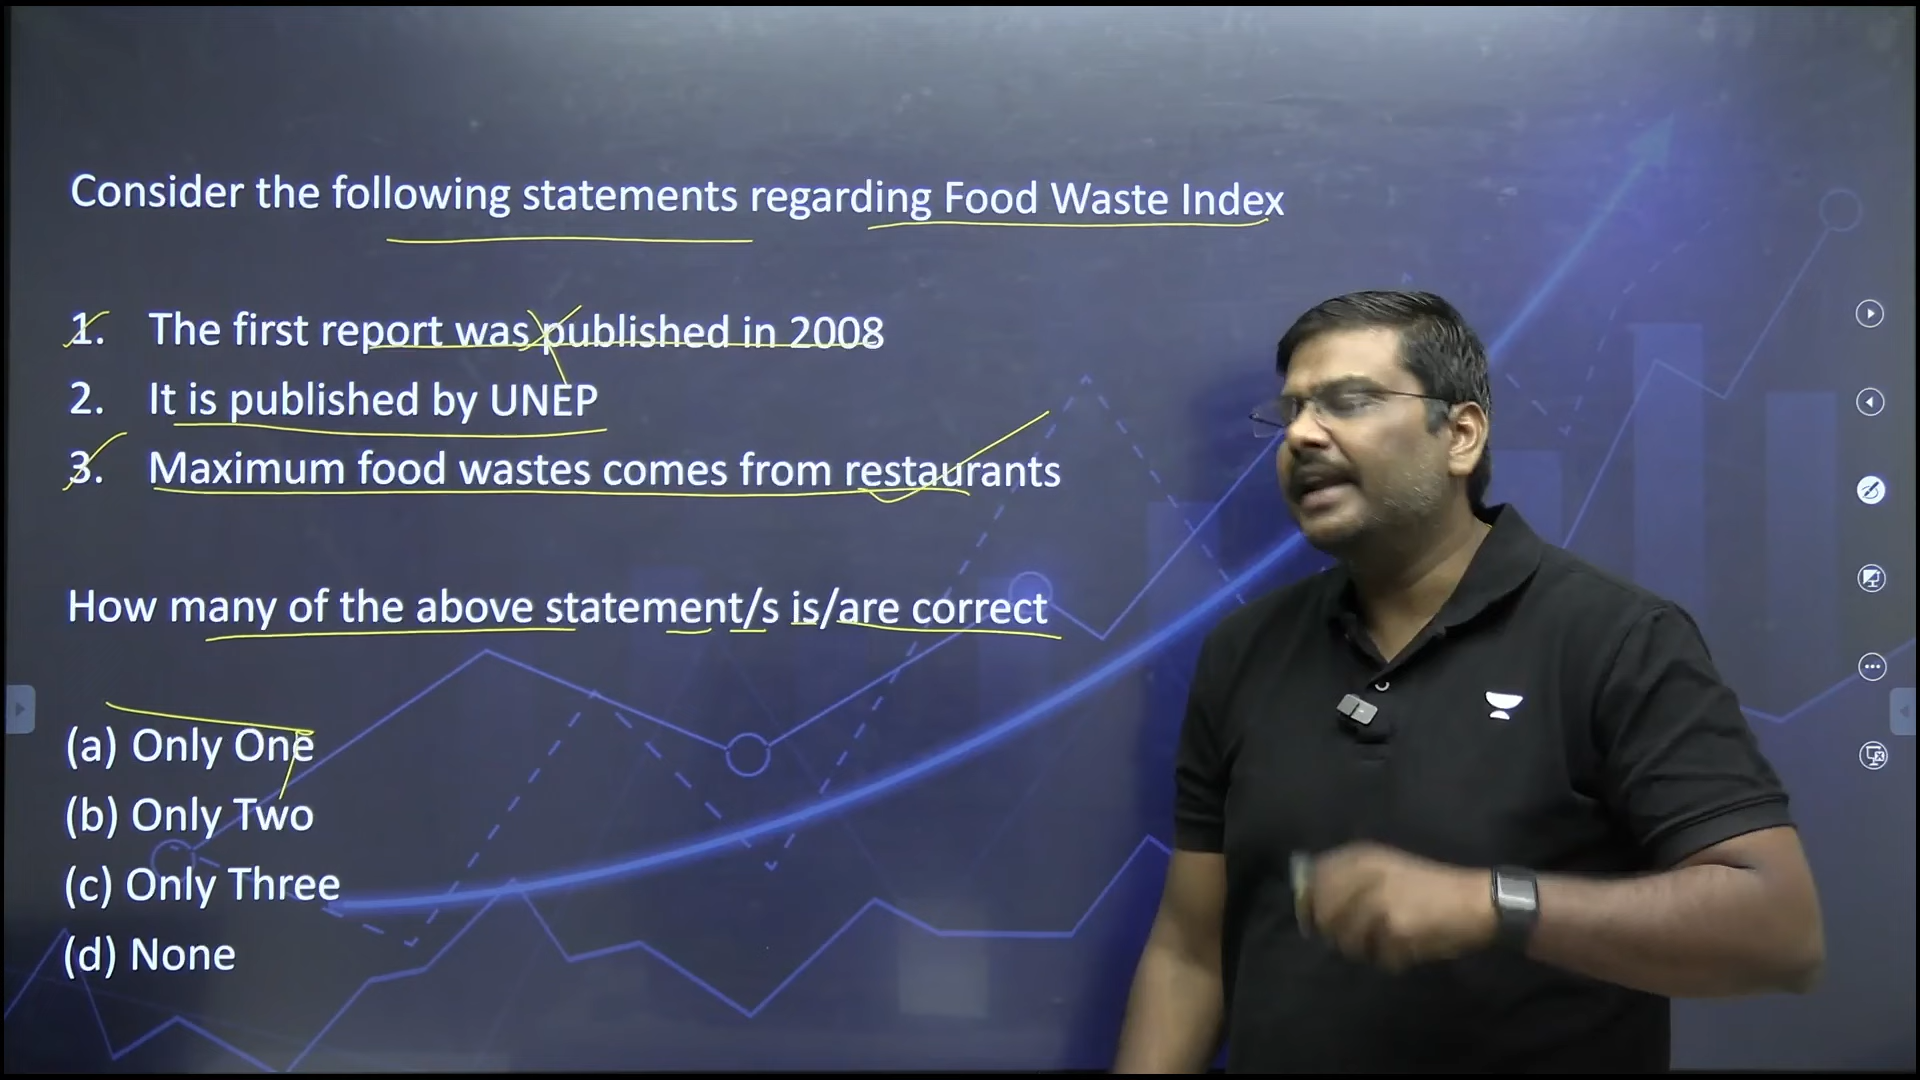 Consider the following statements regarding Food Waste Index
1. The first report was published in 2008
2. It is published by UNEP
3. Maximum food wastes comes from restaurants
How many of the above statement/s is/are correct
(a) Only One
(b) Only Two
(c) Only Three
(d) None